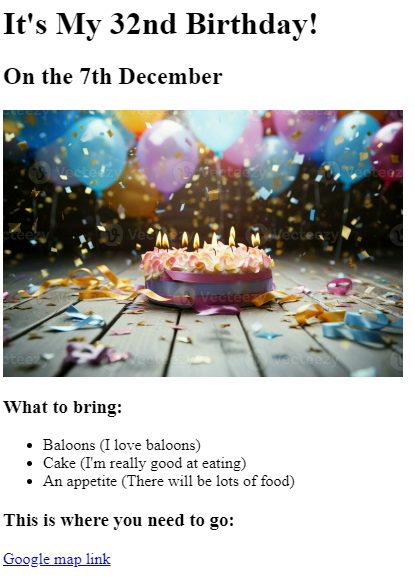 It's My 32nd Birthday!
On the 7th December
Vecteezy
Vecteezy
Vecteezy
What to bring:
• Baloons (I love baloons)
• Cake (I'm really good at eating)
• An appetite (There will be lots of food)
This is where you need to go:
Google map link